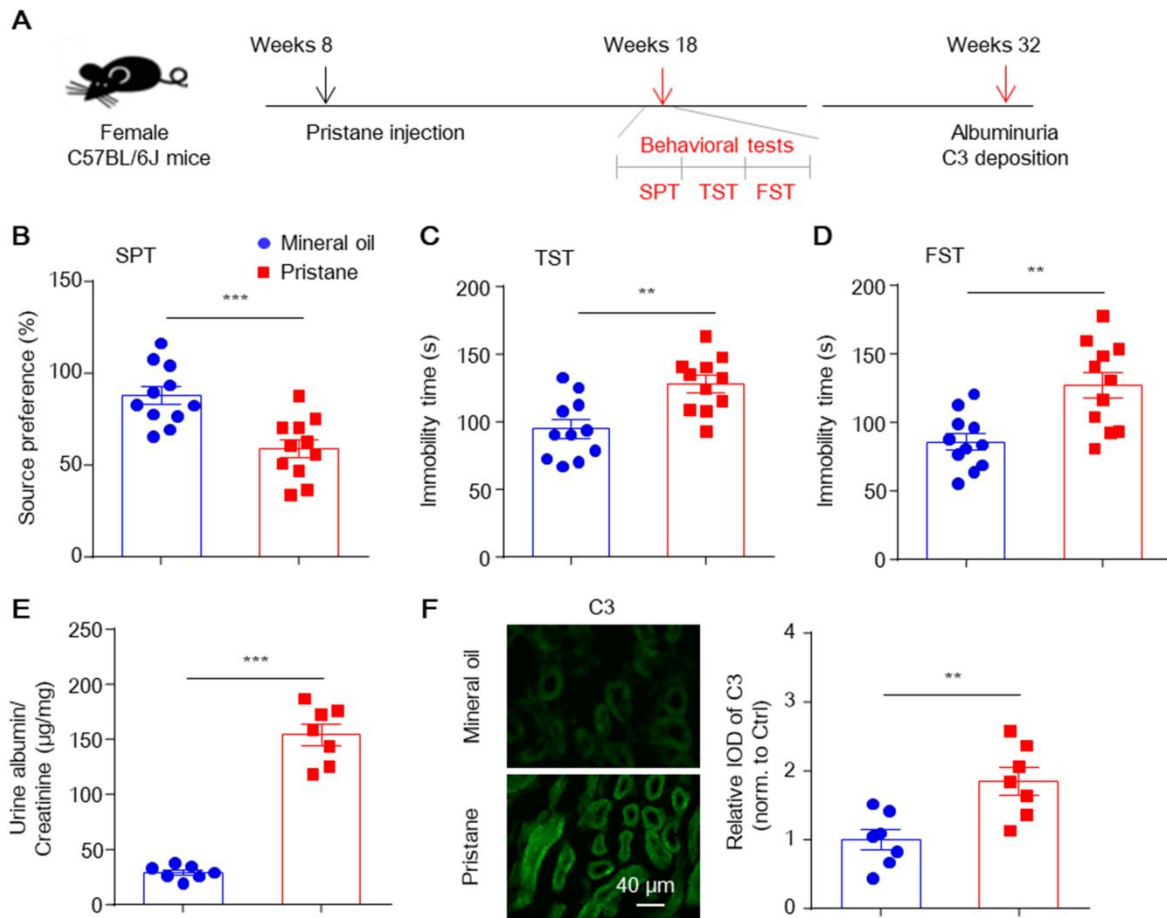 A
Weeks 8
Weeks 18
Weeks 32
Female
C57BL/6J mice
Pristane injection
Behavioral tests
SPT
TST
FST
Albuminuria
C3 deposition
B
SPT
Mineral oil
Pristane
***
Source preference (%)
150
100
50
0
C
TST
**
Immobility time (s)
200
150
100
50
0
D
FST
**
Immobility time (s)
200
150
100
50
0
E
***
Urine albumin/
Creatinine (µg/mg)
250
200
150
100
50
0
F
C3
Mineral oil
Pristane
40 µm
**
Relative IOD of C3
(norm. to Ctrl)
4
3
2
1
0